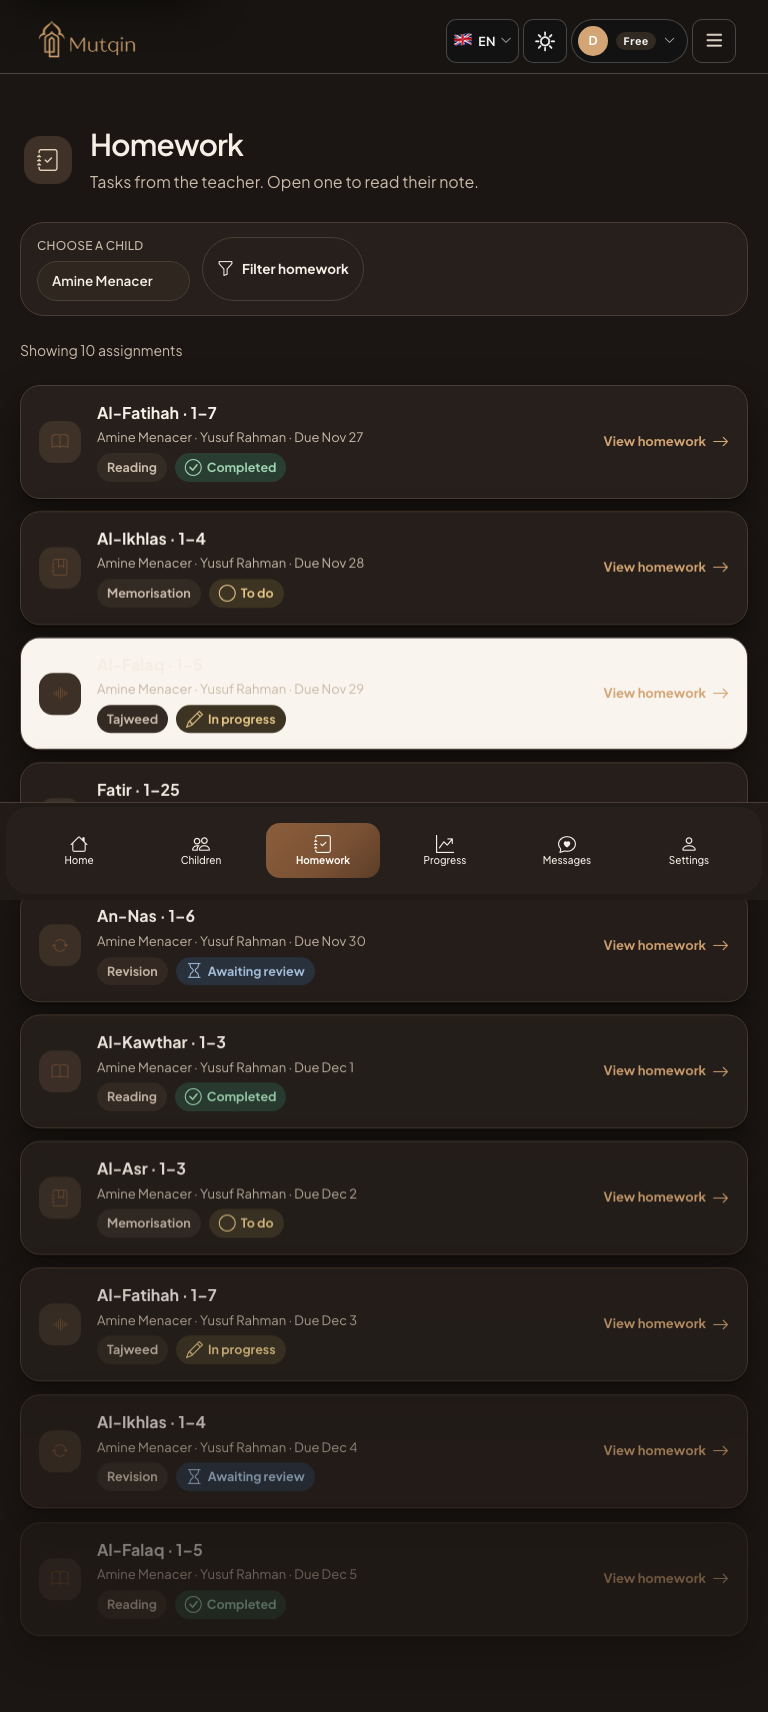 Mutqin
EN
D
Free
Homework
Tasks from the teacher. Open one to read their note.
CHOOSE A CHILD
Amine Menacer
Filter homework
Showing 10 assignments
Al-Fatihah · 1–7
Amine Menacer · Yusuf Rahman · Due Nov 27
Reading
Completed
View homework →
Al-Ikhlas · 1–4
Amine Menacer · Yusuf Rahman · Due Nov 28
Memorisation
To do
View homework →
Al-Falaq · 1–5
Amine Menacer · Yusuf Rahman · Due Nov 29
Tajweed
In progress
View homework →
Fatir · 1–25
Home
Children
Homework
Progress
Messages
Settings
An-Nas · 1–6
Amine Menacer · Yusuf Rahman · Due Nov 30
Revision
Awaiting review
View homework →
Al-Kawthar · 1–3
Amine Menacer · Yusuf Rahman · Due Dec 1
Reading
Completed
View homework →
Al-Asr · 1–3
Amine Menacer · Yusuf Rahman · Due Dec 2
Memorisation
To do
View homework →
Al-Fatihah · 1–7
Amine Menacer · Yusuf Rahman · Due Dec 3
Tajweed
In progress
View homework →
Al-Ikhlas · 1–4
Amine Menacer · Yusuf Rahman · Due Dec 4
Revision
Awaiting review
View homework →
Al-Falaq · 1–5
Amine Menacer · Yusuf Rahman · Due Dec 5
Reading
Completed
View homework →